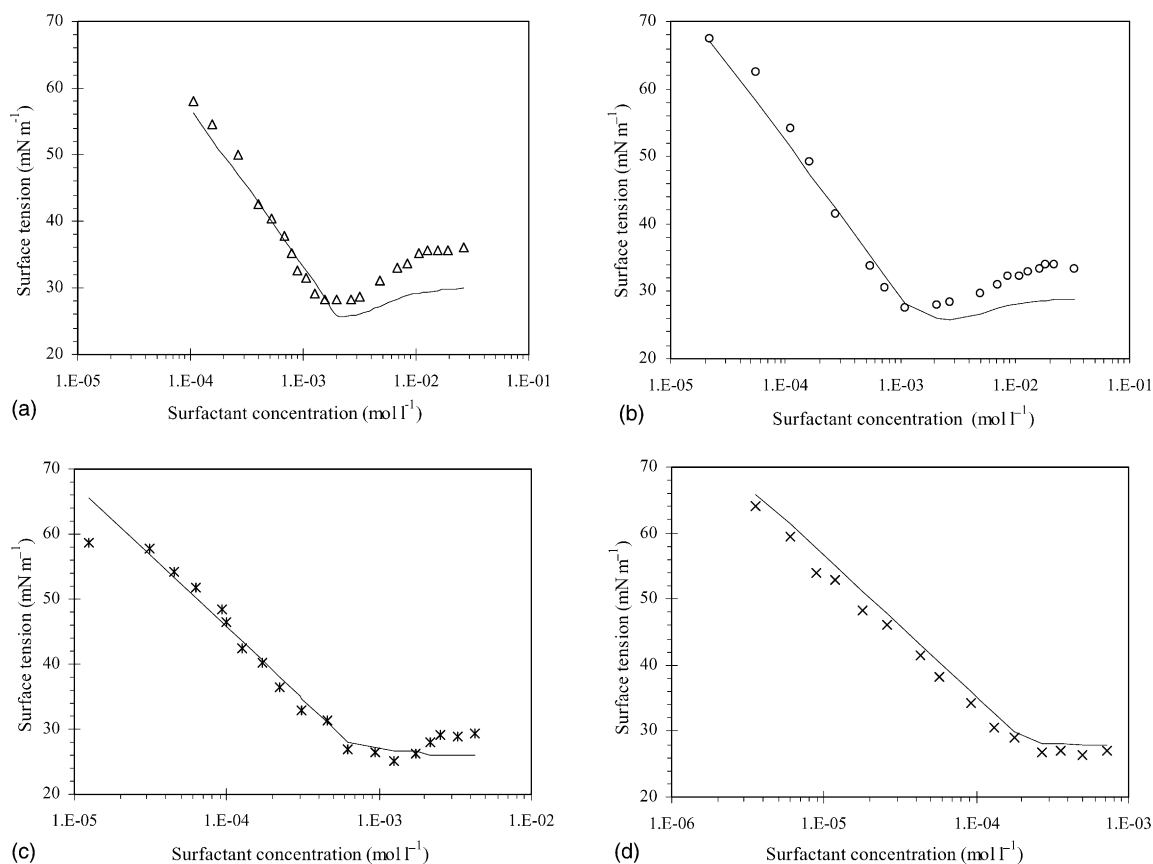 70
60
50
40
30
20
Surface tension (mN m⁻¹)
1.E-05 1.E-04 1.E-03 1.E-02 1.E-01
Surfactant concentration (mol l⁻¹)
(a)
70
60
50
40
30
20
Surface tension (mN m⁻¹)
1.E-05 1.E-04 1.E-03 1.E-02 1.E-01
Surfactant concentration (mol l⁻¹)
(b)
70
60
50
40
30
20
Surface tension (mN m⁻¹)
1.E-05 1.E-04 1.E-03 1.E-02
Surfactant concentration (mol l⁻¹)
(c)
70
60
50
40
30
20
Surface tension (mN m⁻¹)
1.E-06 1.E-05 1.E-04 1.E-03
Surfactant concentration (mol l⁻¹)
(d)